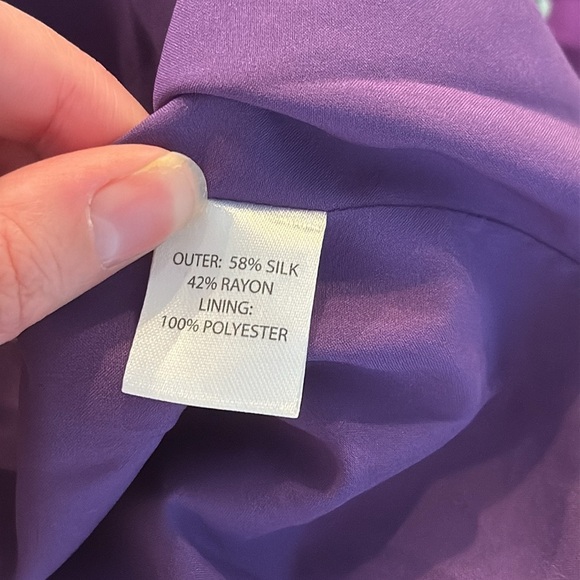 OUTER: 58% SILK
42% RAYON
LINING:
100% POLYESTER